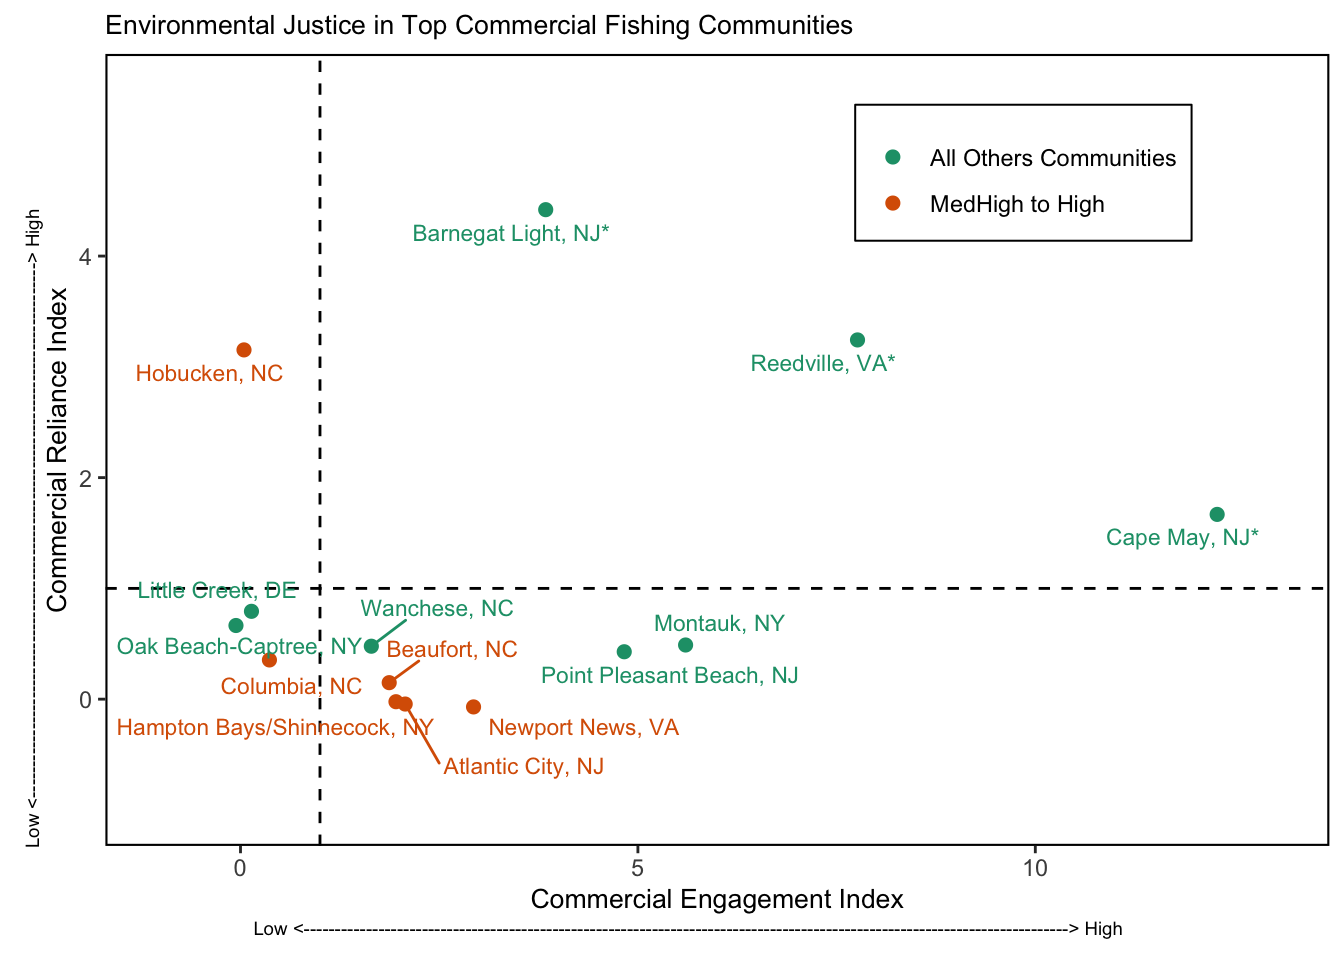 Environmental Justice in Top Commercial Fishing Communities
All Others Communities
MedHigh to High
Barnegat Light, NJ*
Reedville, VA*
Hobucken, NC
Cape May, NJ*
Little Creek, DE
Wanchese, NC
Montauk, NY
Oak Beach-Captree, NY
Beaufort, NC
Point Pleasant Beach, NJ
Columbia, NC
Hampton Bays/Shinnecock, NY
Newport News, VA
Atlantic City, NJ
4
2
0
0
5
10
Commercial Reliance Index
Low <----------------------------------------------------------------------------------------> High
Commercial Engagement Index
Low <--------------------------------------------------------------------------------------------------------------------------> High